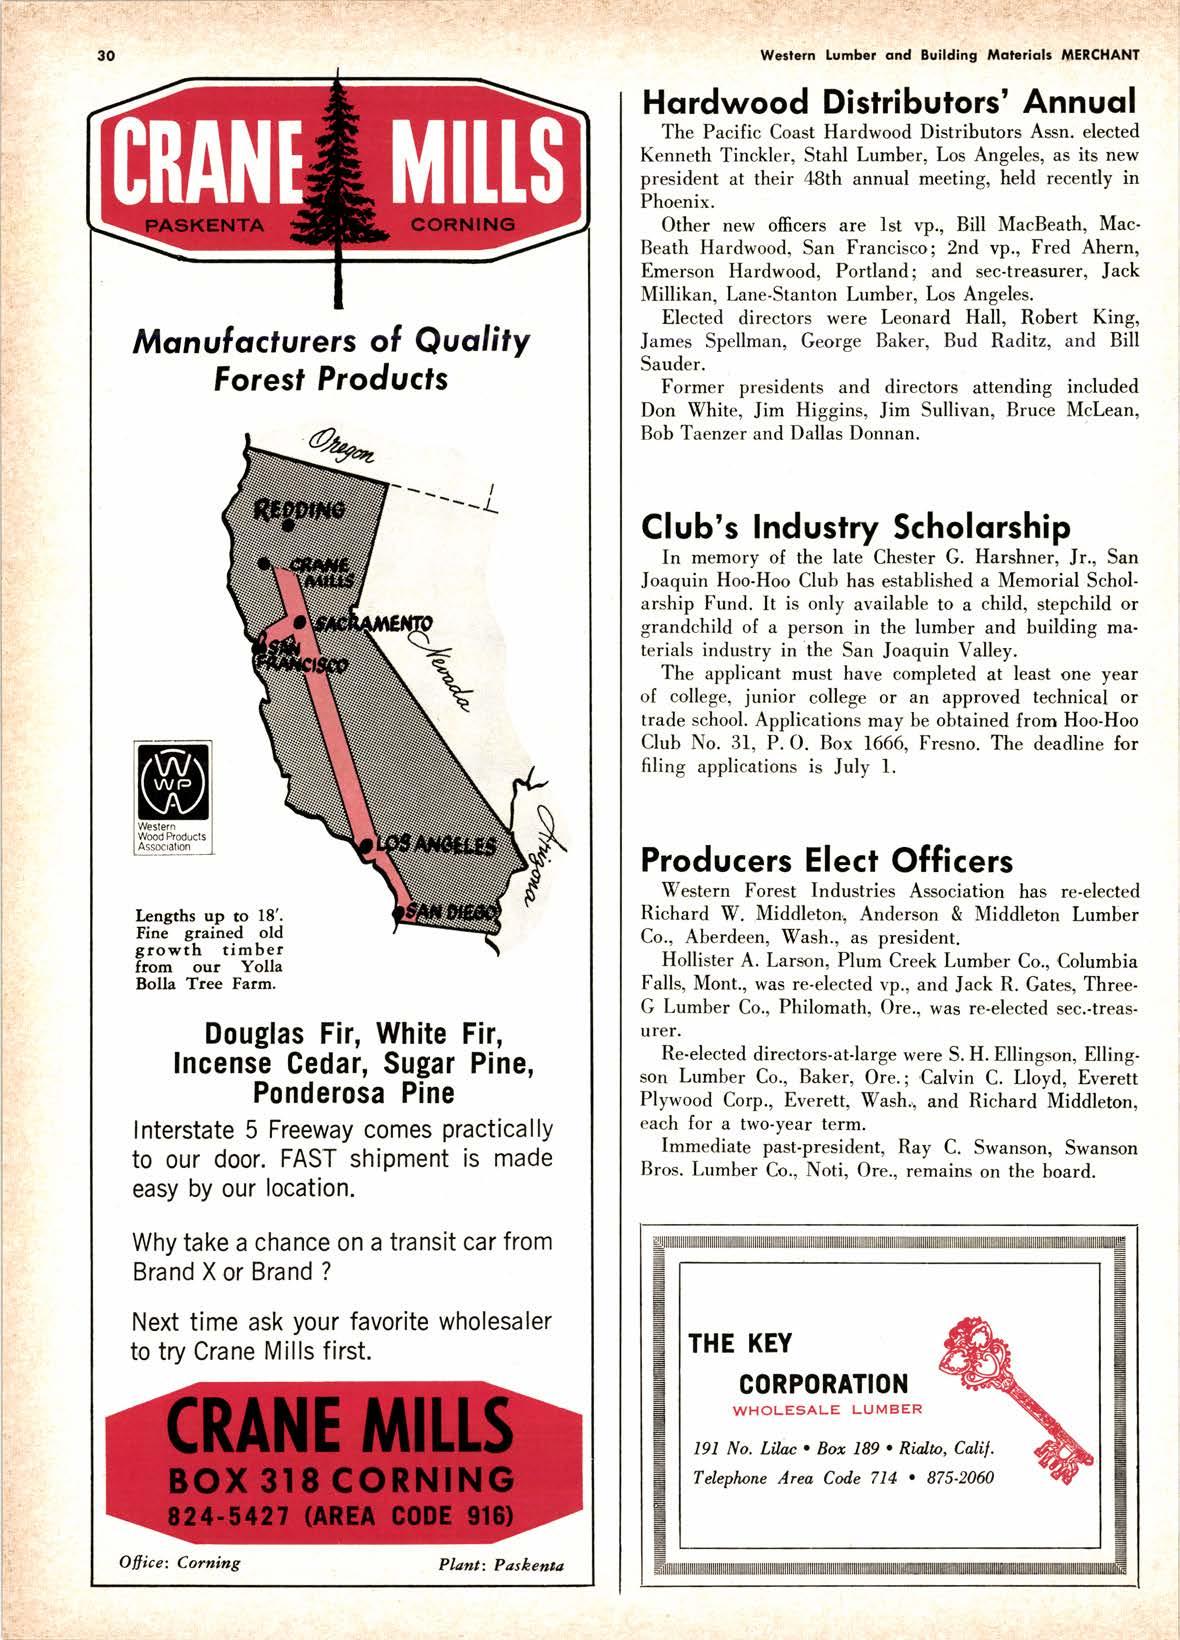 30
Western Lumber and Building Materials MERCHANT
CRANE MILLS
PASKENTA CORNING
Manufacturers of Quality
Forest Products
Oregon
REDDING
CRANE
MILLS
SACRAMENTO
SAN
FRANCISCO
Nevada
LOS ANGELES
Arizona
SAN DIEGO
W
WP
A
Western
Wood Products
Association
Lengths up to 18'.
Fine grained old
growth timber
from our Yolla
Bolla Tree Farm.
Douglas Fir, White Fir,
Incense Cedar, Sugar Pine,
Ponderosa Pine
Interstate 5 Freeway comes practically
to our door. FAST shipment is made
easy by our location.
Why take a chance on a transit car from
Brand X or Brand ?
Next time ask your favorite wholesaler
to try Crane Mills first.
CRANE MILLS
BOX 318 CORNING
824-5427 (AREA CODE 916)
Office: Corning Plant: Paskenta
Hardwood Distributors' Annual
The Pacific Coast Hardwood Distributors Assn. elected
Kenneth Tinckler, Stahl Lumber, Los Angeles, as its new
president at their 48th annual meeting, held recently in
Phoenix.
Other new officers are 1st vp., Bill MacBeath, Mac-
Beath Hardwood, San Francisco; 2nd vp., Fred Ahern,
Emerson Hardwood, Portland; and sec-treasurer, Jack
Millikan, Lane-Stanton Lumber, Los Angeles.
Elected directors were Leonard Hall, Robert King,
James Spellman, George Baker, Bud Raditz, and Bill
Sauder.
Former presidents and directors attending included
Don White, Jim Higgins, Jim Sullivan, Bruce McLean,
Bob Taenzer and Dallas Donnan.
Club's Industry Scholarship
In memory of the late Chester G. Harshner, Jr., San
Joaquin Hoo-Hoo Club has established a Memorial Schol-
arship Fund. It is only available to a child, stepchild or
grandchild of a person in the lumber and building ma-
terials industry in the San Joaquin Valley.
The applicant must have completed at least one year
of college, junior college or an approved technical or
trade school. Applications may be obtained from Hoo-Hoo
Club No. 31, P. O. Box 1666, Fresno. The deadline for
filing applications is July 1.
Producers Elect Officers
Western Forest Industries Association has re-elected
Richard W. Middleton, Anderson & Middleton Lumber
Co., Aberdeen, Wash., as president.
Hollister A. Larson, Plum Creek Lumber Co., Columbia
Falls, Mont., was re-elected vp., and Jack R. Gates, Three-
G Lumber Co., Philomath, Ore., was re-elected sec.-treas-
urer.
Re-elected directors-at-large were S. H. Ellingson, Elling-
son Lumber Co., Baker, Ore.; Calvin C. Lloyd, Everett
Plywood Corp., Everett, Wash., and Richard Middleton,
each for a two-year term.
Immediate past-president, Ray C. Swanson, Swanson
Bros. Lumber Co., Noti, Ore., remains on the board.
THE KEY
CORPORATION
WHOLESALE LUMBER
191 No. Lilac • Box 189 • Rialto, Calif.
Telephone Area Code 714 • 875-2060